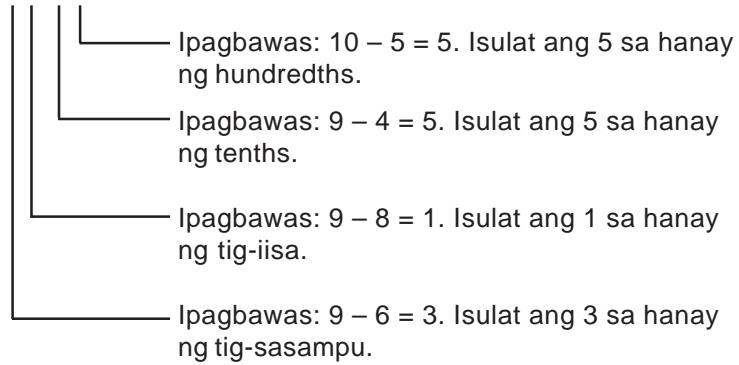 Ipagbawas: 10 – 5 = 5. Isulat ang 5 sa hanay
ng hundredths.
Ipagbawas: 9 – 4 = 5. Isulat ang 5 sa hanay
ng tenths.
Ipagbawas: 9 – 8 = 1. Isulat ang 1 sa hanay
ng tig-iisa.
Ipagbawas: 9 – 6 = 3. Isulat ang 3 sa hanay
ng tig-sasampu.